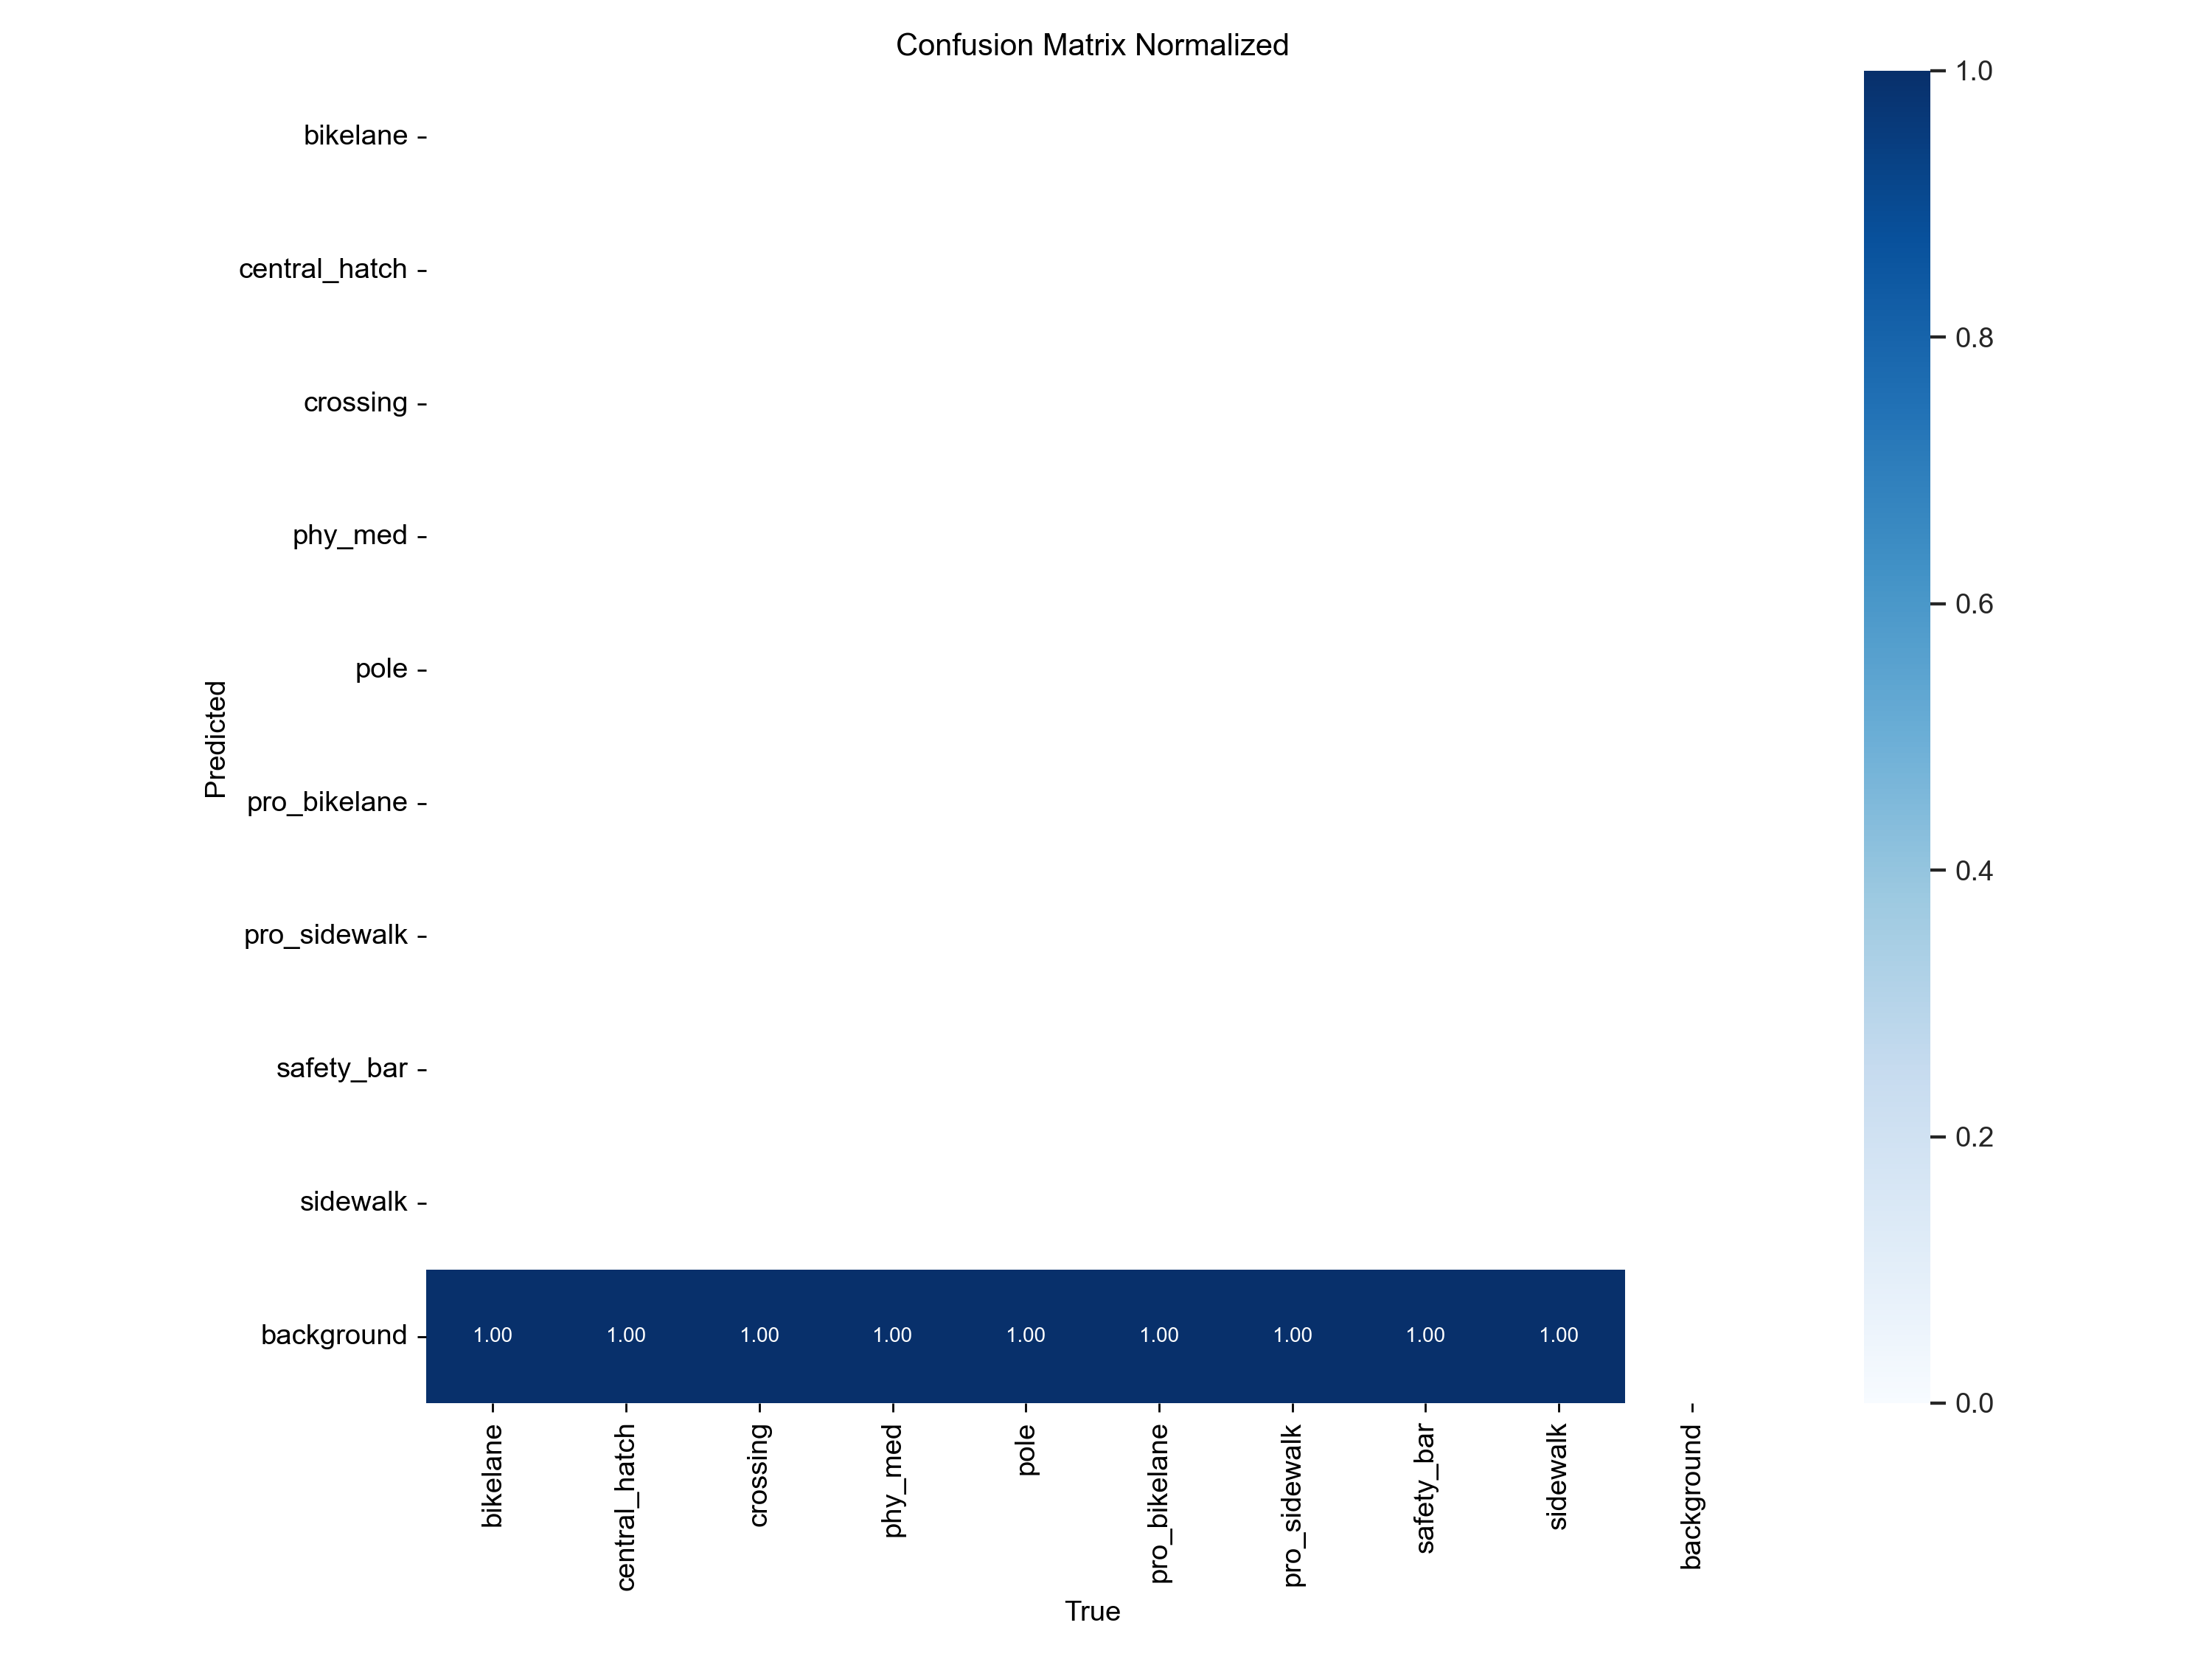 Confusion Matrix Normalized
bikelane
central_hatch
crossing
phy_med
pole
pro_bikelane
pro_sidewalk
safety_bar
sidewalk
background
Predicted
1.00 1.00 1.00 1.00 1.00 1.00 1.00 1.00 1.00
bikelane
central_hatch
crossing
phy_med
pole
pro_bikelane
pro_sidewalk
safety_bar
sidewalk
background
True
1.0
0.8
0.6
0.4
0.2
0.0